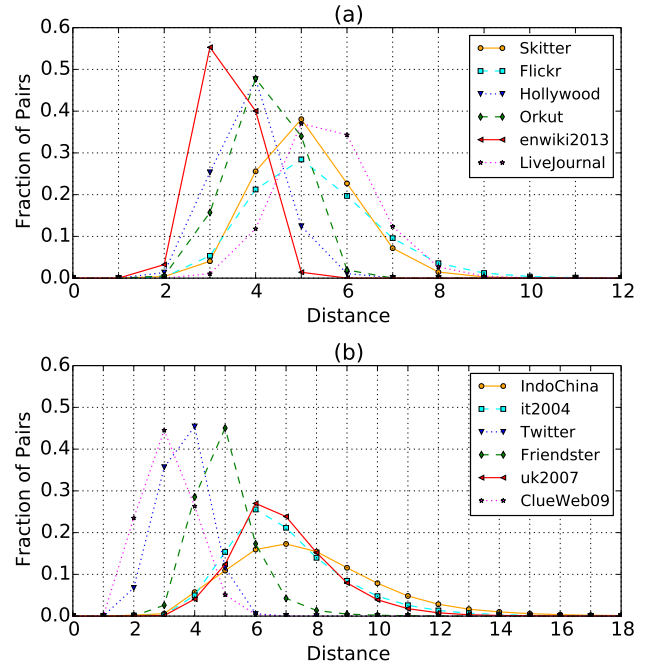 (a)
0.6
0.5
0.4
0.3
0.2
0.1
0.0
Fraction of Pairs
Skitter
Flickr
Hollywood
Orkut
enwiki2013
LiveJournal
0 2 4 6 8 10 12
Distance
(b)
0.6
0.5
0.4
0.3
0.2
0.1
0.0
Fraction of Pairs
IndoChina
it2004
Twitter
Friendster
uk2007
ClueWeb09
0 2 4 6 8 10 12 14 16 18
Distance